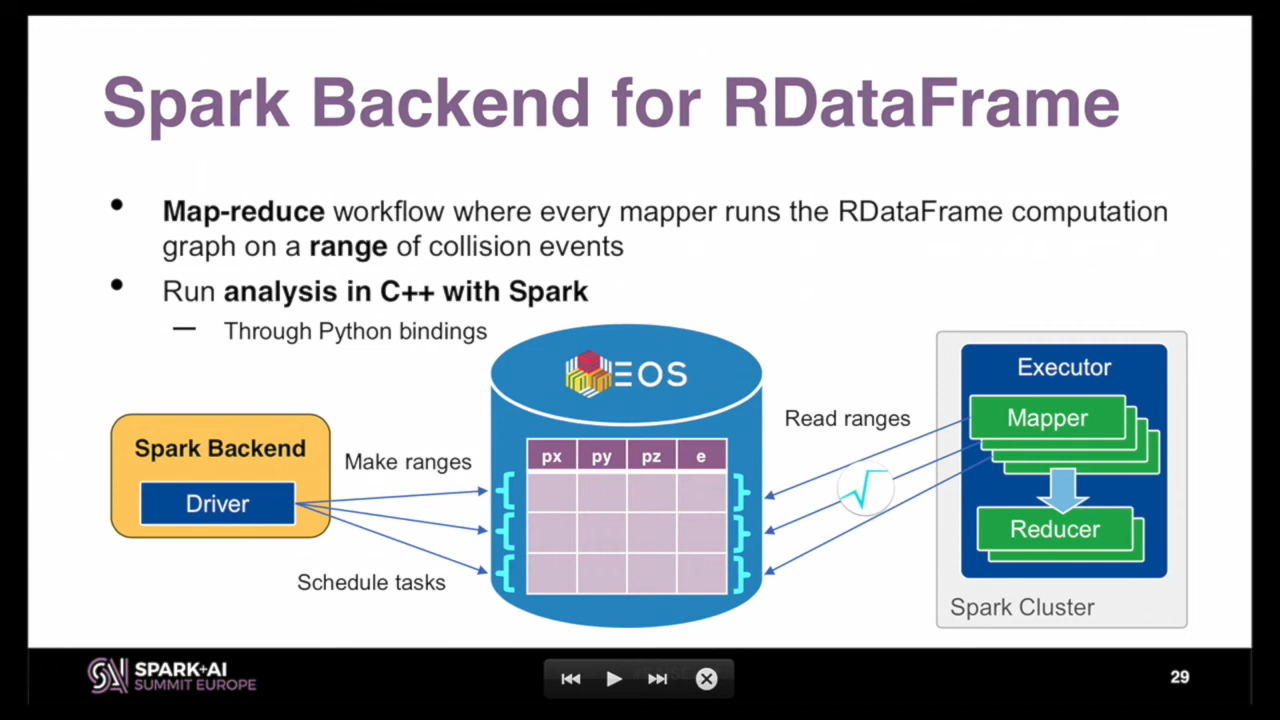 Spark Backend for RDataFrame
• Map-reduce workflow where every mapper runs the RDataFrame computation
graph on a range of collision events
• Run analysis in C++ with Spark
– Through Python bindings
EOS
Spark Backend
Driver
Make ranges
Schedule tasks
px py pz e
Read ranges
Executor
Mapper
Reducer
Spark Cluster
SPARK+AI
SUMMIT EUROPE
29